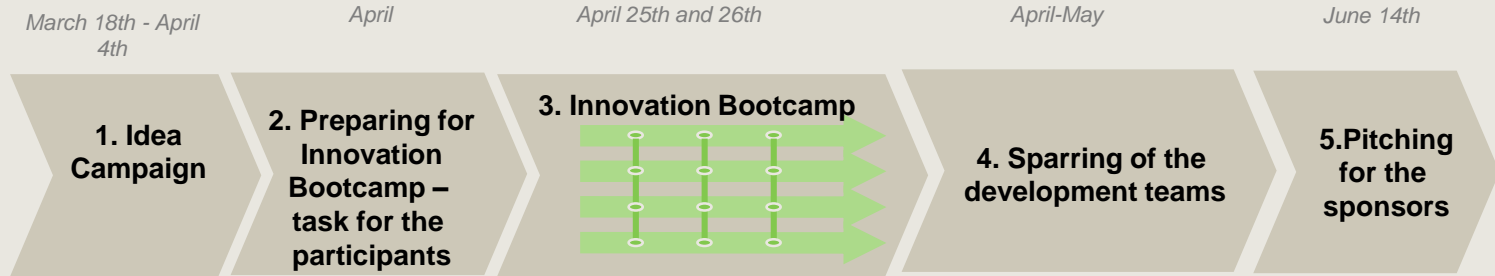 March 18th - April
4th
April
April 25th and 26th
April-May
June 14th
1. Idea
Campaign
2. Preparing for
Innovation
Bootcamp –
task for the
participants
3. Innovation Bootcamp
4. Sparring of the
development teams
5.Pitching
for the
sponsors